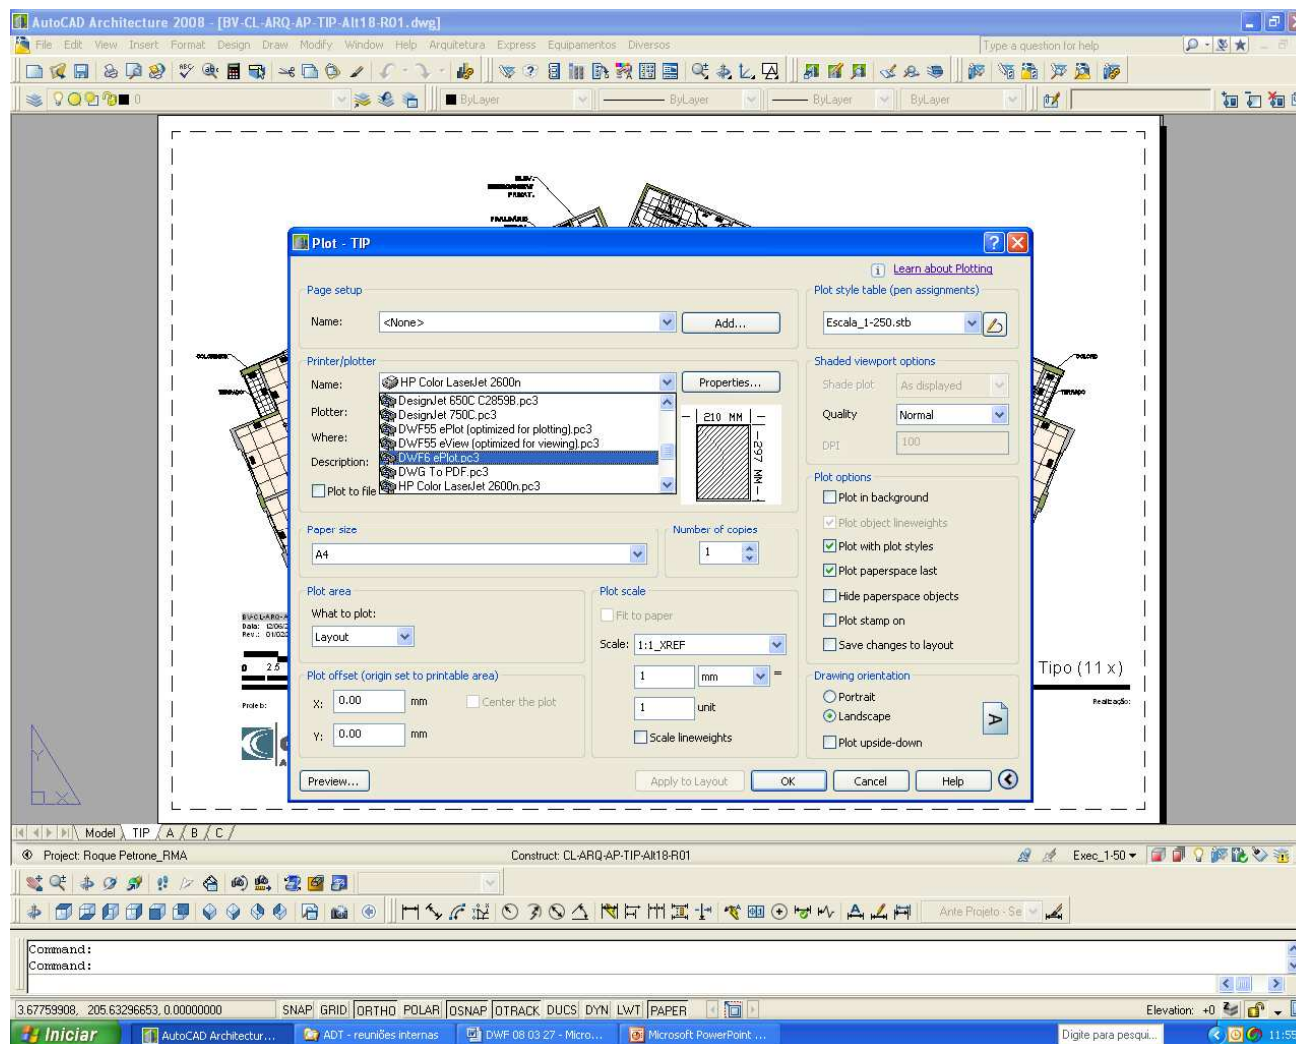 AutoCAD Architecture 2008 - [BV-CL-ARQ-AP-TIP-Alt18-R01.dwg]
File Edit View Insert Format Design Draw Modify Window Help Arquitetura Express Equipamentos Diversos
Type a question for help
0
ByLayer
ByLayer
ByLayer
ByLayer
ELEV.
Plot - TIP
Learn about Plotting
Page setup
Name: <None>
Add...
Plot style table (pen assignments)
Escala_1-250.stb
Printer/plotter
Name: HP Color LaserJet 2600n
Properties...
Plotter:
Where:
Description:
Plot to file
DesignJet 650C C2859B.pc3
DesignJet 750C.pc3
DWF55 ePlot (optimized for plotting).pc3
DWF55 eView (optimized for viewing).pc3
DWF6 ePlot.pc3
DWG To PDF.pc3
HP Color LaserJet 2600n.pc3
210 MM
297 MM
Shaded viewport options
Shade plot As displayed
Quality Normal
DPI 100
Paper size
A4
Number of copies
1
Plot options
Plot in background
Plot object lineweights
Plot with plot styles
Plot paperspace last
Hide paperspace objects
Plot stamp on
Save changes to layout
Plot area
What to plot:
Layout
Plot scale
Fit to paper
Scale: 1:1_XREF
1 mm =
1 unit
Scale lineweights
Plot offset (origin set to printable area)
X: 0.00 mm
Center the plot
Y: 0.00 mm
Drawing orientation
Portrait
Landscape
A
Plot upside-down
Preview...
Apply to Layout
OK
Cancel
Help
0 2.5
Tipo (11 x)
Realização:
Y
X
Model TIP A B C
Project: Roque Petrone_RMA
Construct: CL-ARQ-AP-TIP-Alt18-R01
Exec_1-50
Ante Projeto - Se
Command:
Command:
3.67759908, 205.63296653, 0.00000000
SNAP GRID ORTHO POLAR OSNAP OTRACK DUCS DYN LWT PAPER
Elevation: +0
Iniciar
AutoCAD Architectur...
ADT - reuniões internas
DWF 08 03 27 - Micro...
Microsoft PowerPoint ...
Digite para pesqui...
11:55